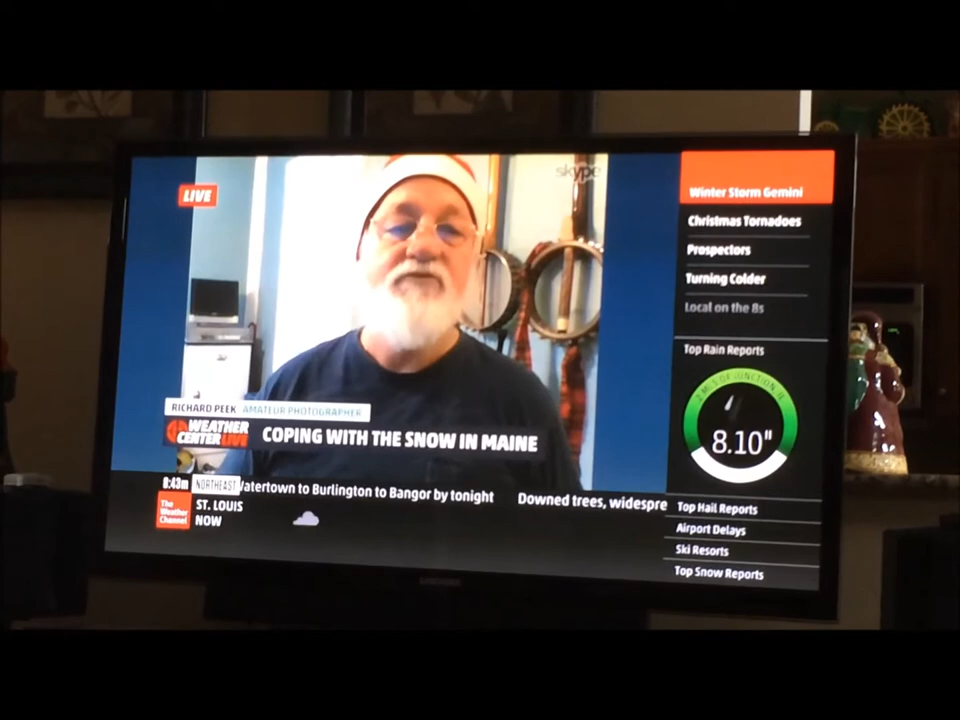 LIVE
skype
Winter Storm Gemini
Christmas Tornadoes
Prospectors
Turning Colder
Local on the 8s
Top Rain Reports
8.10"
RICHARD PEEK AMATEUR PHOTOGRAPHER
WEATHER
CENTER LIVE
COPING WITH THE SNOW IN MAINE
8:43m NORTHEAST Watertown to Burlington to Bangor by tonight Downed trees, widespre
The
Weather
Channel
ST. LOUIS
NOW
Top Hail Reports
Airport Delays
Ski Resorts
Top Snow Reports
SAMSUNG